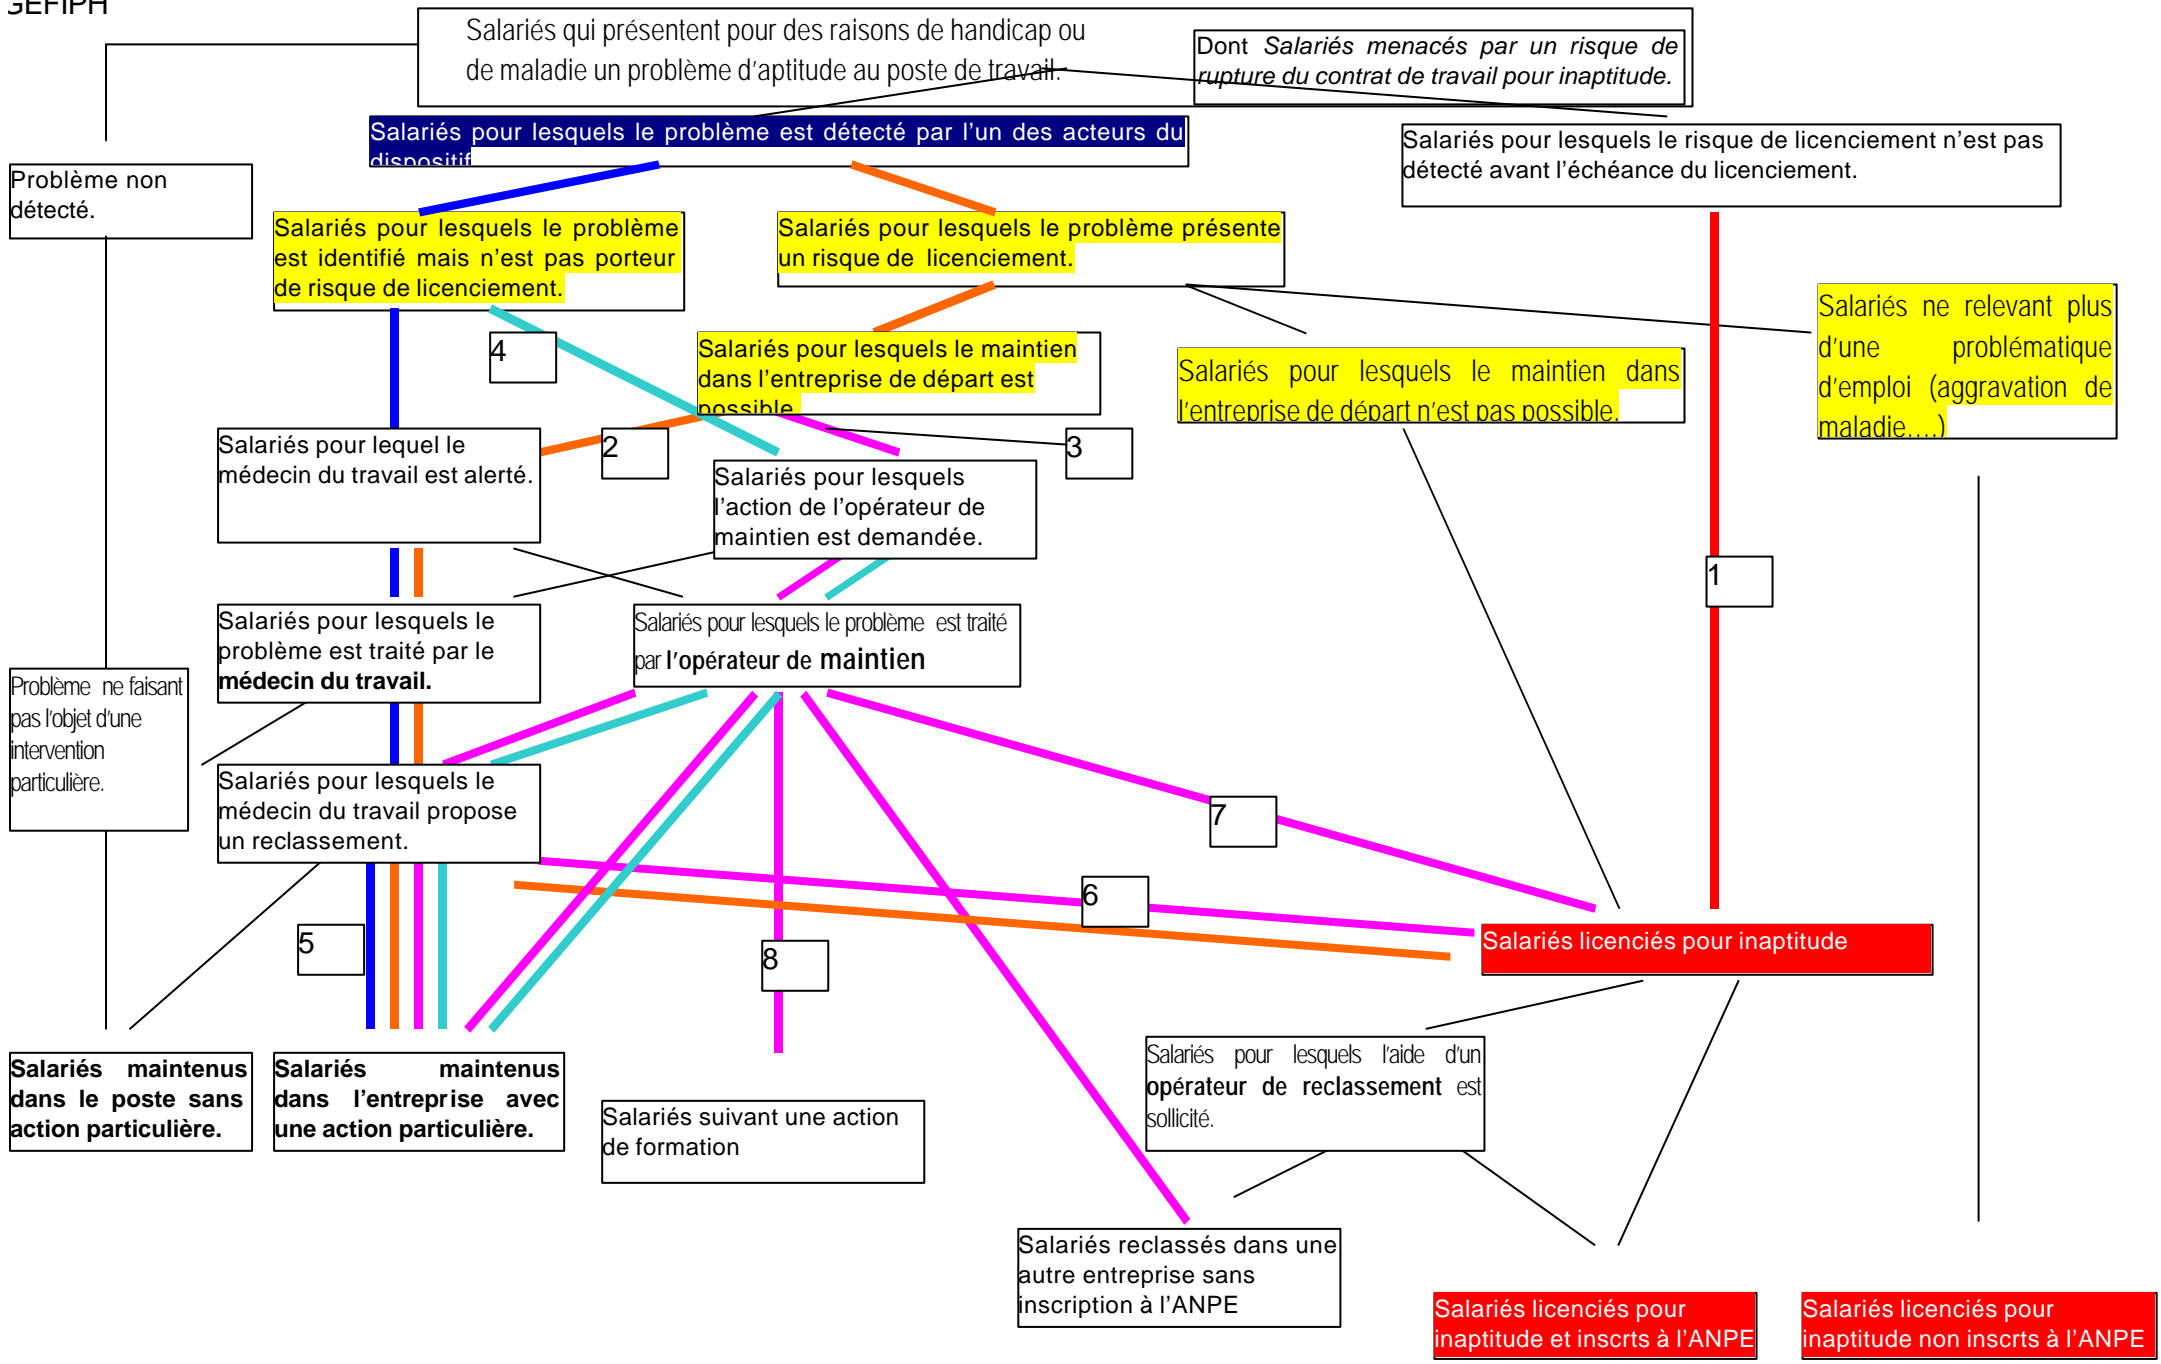 GEFIPH
Salariés qui présentent pour des raisons de handicap ou
de maladie un problème d'aptitude au poste de travail.
Dont Salariés menacés par un risque de
rupture du contrat de travail pour inaptitude.
Salariés pour lesquels le problème est détecté par l'un des acteurs du
dispositif
Salariés pour lesquels le risque de licenciement n'est pas
détecté avant l'échéance du licenciement.
Problème non
détecté.
Salariés pour lesquels le problème
est identifié mais n'est pas porteur
de risque de licenciement.
Salariés pour lesquels le problème présente
un risque de licenciement.
Salariés ne relevant plus
d'une problématique
d'emploi (aggravation de
maladie....)
4
Salariés pour lesquels le maintien
dans l'entreprise de départ est
possible.
Salariés pour lesquels le maintien dans
l'entreprise de départ n'est pas possible.
Salariés pour lequel le
médecin du travail est alerté.
2
3
Salariés pour lesquels
l'action de l'opérateur de
maintien est demandée.
1
Salariés pour lesquels le
problème est traité par le
médecin du travail.
Salariés pour lesquels le problème est traité
par l'opérateur de maintien
Problème ne faisant
pas l'objet d'une
intervention
particulière.
Salariés pour lesquels le
médecin du travail propose
un reclassement.
7
6
5
8
Salariés licenciés pour inaptitude
Salariés maintenus
dans le poste sans
action particulière.
Salariés maintenus
dans l'entreprise avec
une action particulière.
Salariés suivant une action
de formation
Salariés pour lesquels l'aide d'un
opérateur de reclassement est
sollicité.
Salariés reclassés dans une
autre entreprise sans
inscription à l'ANPE
Salariés licenciés pour
inaptitude et inscrts à l'ANPE
Salariés licenciés pour
inaptitude non inscrts à l'ANPE